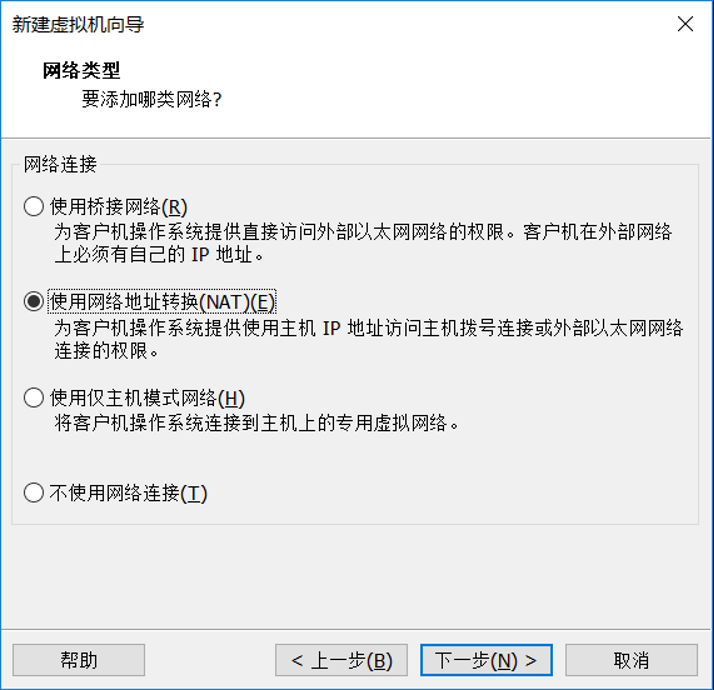 新建虚拟机向导
网络类型
要添加哪类网络?
网络连接
使用桥接网络(R)
为客户机操作系统提供直接访问外部以太网网络的权限。客户机在外部网络
上必须有自己的 IP 地址。
使用网络地址转换(NAT)(E)
为客户机操作系统提供使用主机 IP 地址访问主机拨号连接或外部以太网网络
连接的权限。
使用仅主机模式网络(H)
将客户机操作系统连接到主机上的专用虚拟网络。
不使用网络连接(T)
帮助
< 上一步(B)
下一步(N) >
取消